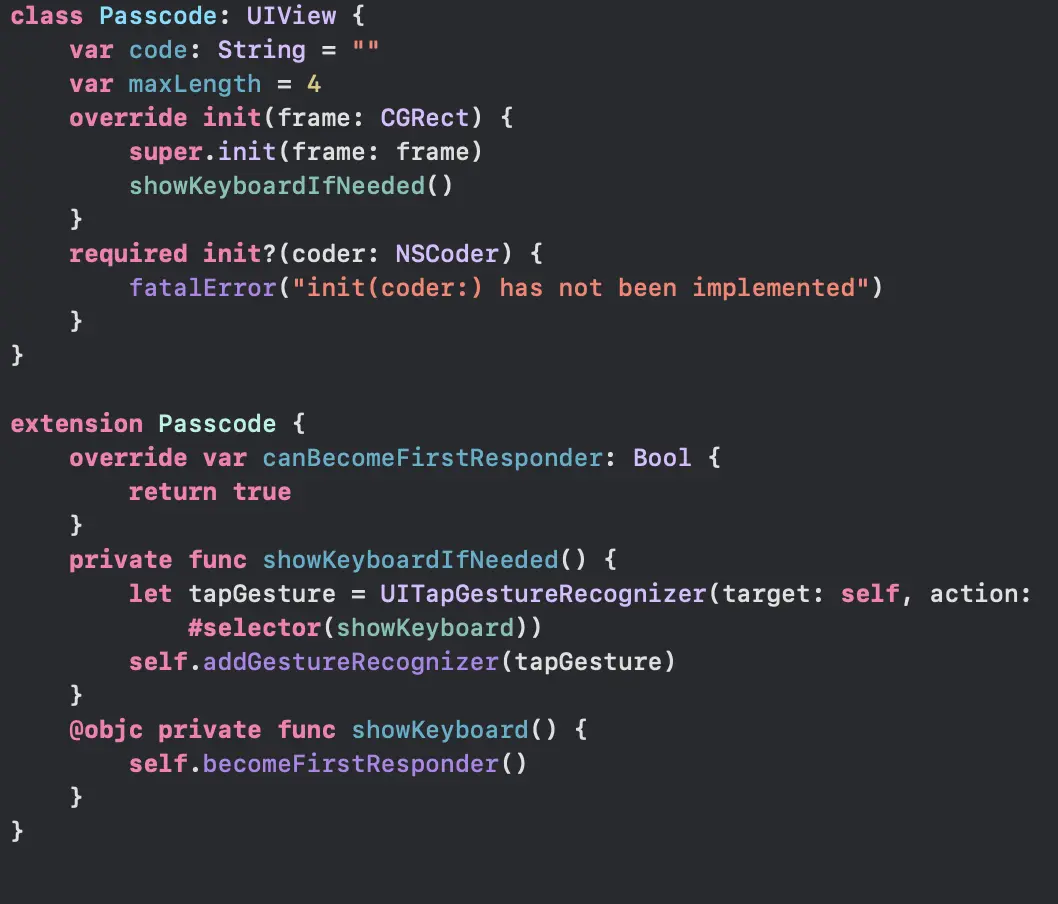 class Passcode: UIView {
    var code: String = ""
    var maxLength = 4
    override init(frame: CGRect) {
        super.init(frame: frame)
        showKeyboardIfNeeded()
    }
    required init?(coder: NSCoder) {
        fatalError("init(coder:) has not been implemented")
    }
}

extension Passcode {
    override var canBecomeFirstResponder: Bool {
        return true
    }
    private func showKeyboardIfNeeded() {
        let tapGesture = UITapGestureRecognizer(target: self, action:
            #selector(showKeyboard))
        self.addGestureRecognizer(tapGesture)
    }
    @objc private func showKeyboard() {
        self.becomeFirstResponder()
    }
}